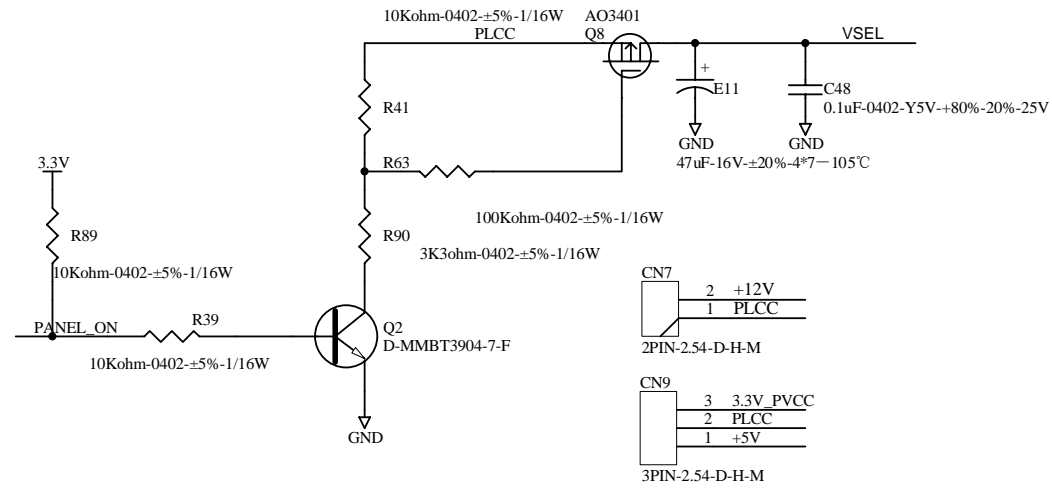 10Kohm-0402-±5%-1/16W
AO3401
PLCC
Q8
VSEL
+
R41
E11
C48
0.1uF-0402-Y5V-+80%-20%-25V
GND
GND
47uF-16V-±20%-4*7－105℃
3.3V
R63
100Kohm-0402-±5%-1/16W
R89
R90
3K3ohm-0402-±5%-1/16W
10Kohm-0402-±5%-1/16W
CN7
2 +12V
1 PLCC
2PIN-2.54-D-H-M
PANEL_ON
R39
Q2
D-MMBT3904-7-F
10Kohm-0402-±5%-1/16W
CN9
3 3.3V_PVCC
2 PLCC
1 +5V
3PIN-2.54-D-H-M
GND